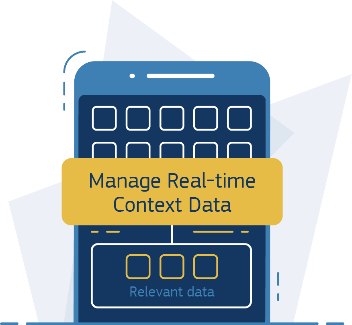 Manage Real-time
Context Data
Relevant data